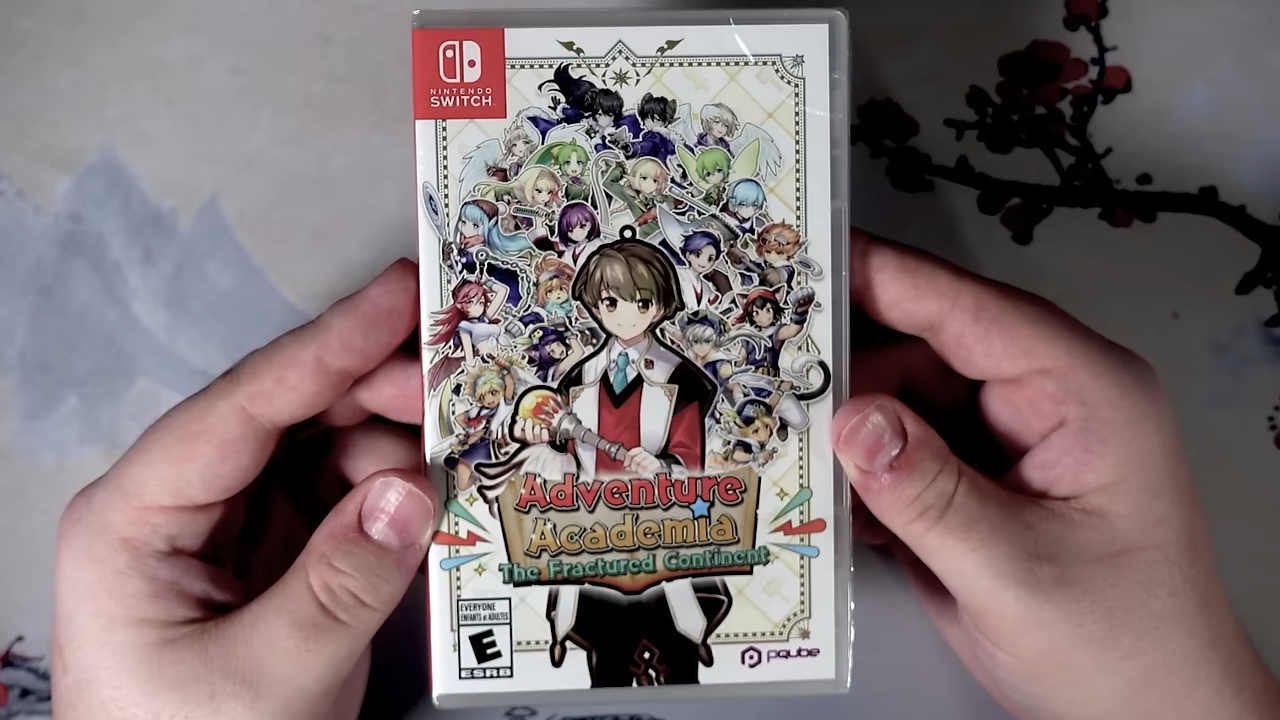 NINTENDO
SWITCH
Adventure
Academia
The Fractured Continent
EVERYONE
ENFANTS et ADULTES
E
ESRB
pqube